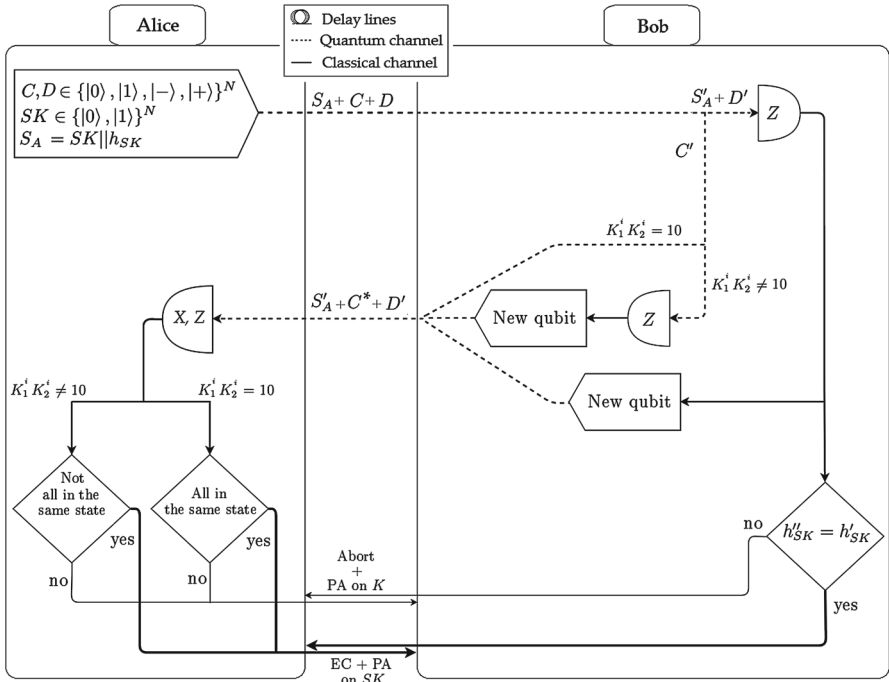 Alice
Delay lines
Quantum channel
Classical channel
Bob
C, D ∈ {|0⟩, |1⟩, |−⟩, |+⟩}^N
SK ∈ {|0⟩, |1⟩}^N
S_A = SK||h_SK
S_A + C + D
S'_A + D'
Z
C'
K_1^i K_2^i = 10
K_1^i K_2^i ≠ 10
S'_A + C* + D'
X, Z
New qubit
Z
K_1^i K_2^i ≠ 10
K_1^i K_2^i = 10
New qubit
Not
all in the
same state
All in
the same state
yes
yes
no
no
Abort
+
PA on K
no
h''_SK = h'_SK
yes
EC + PA
on SK